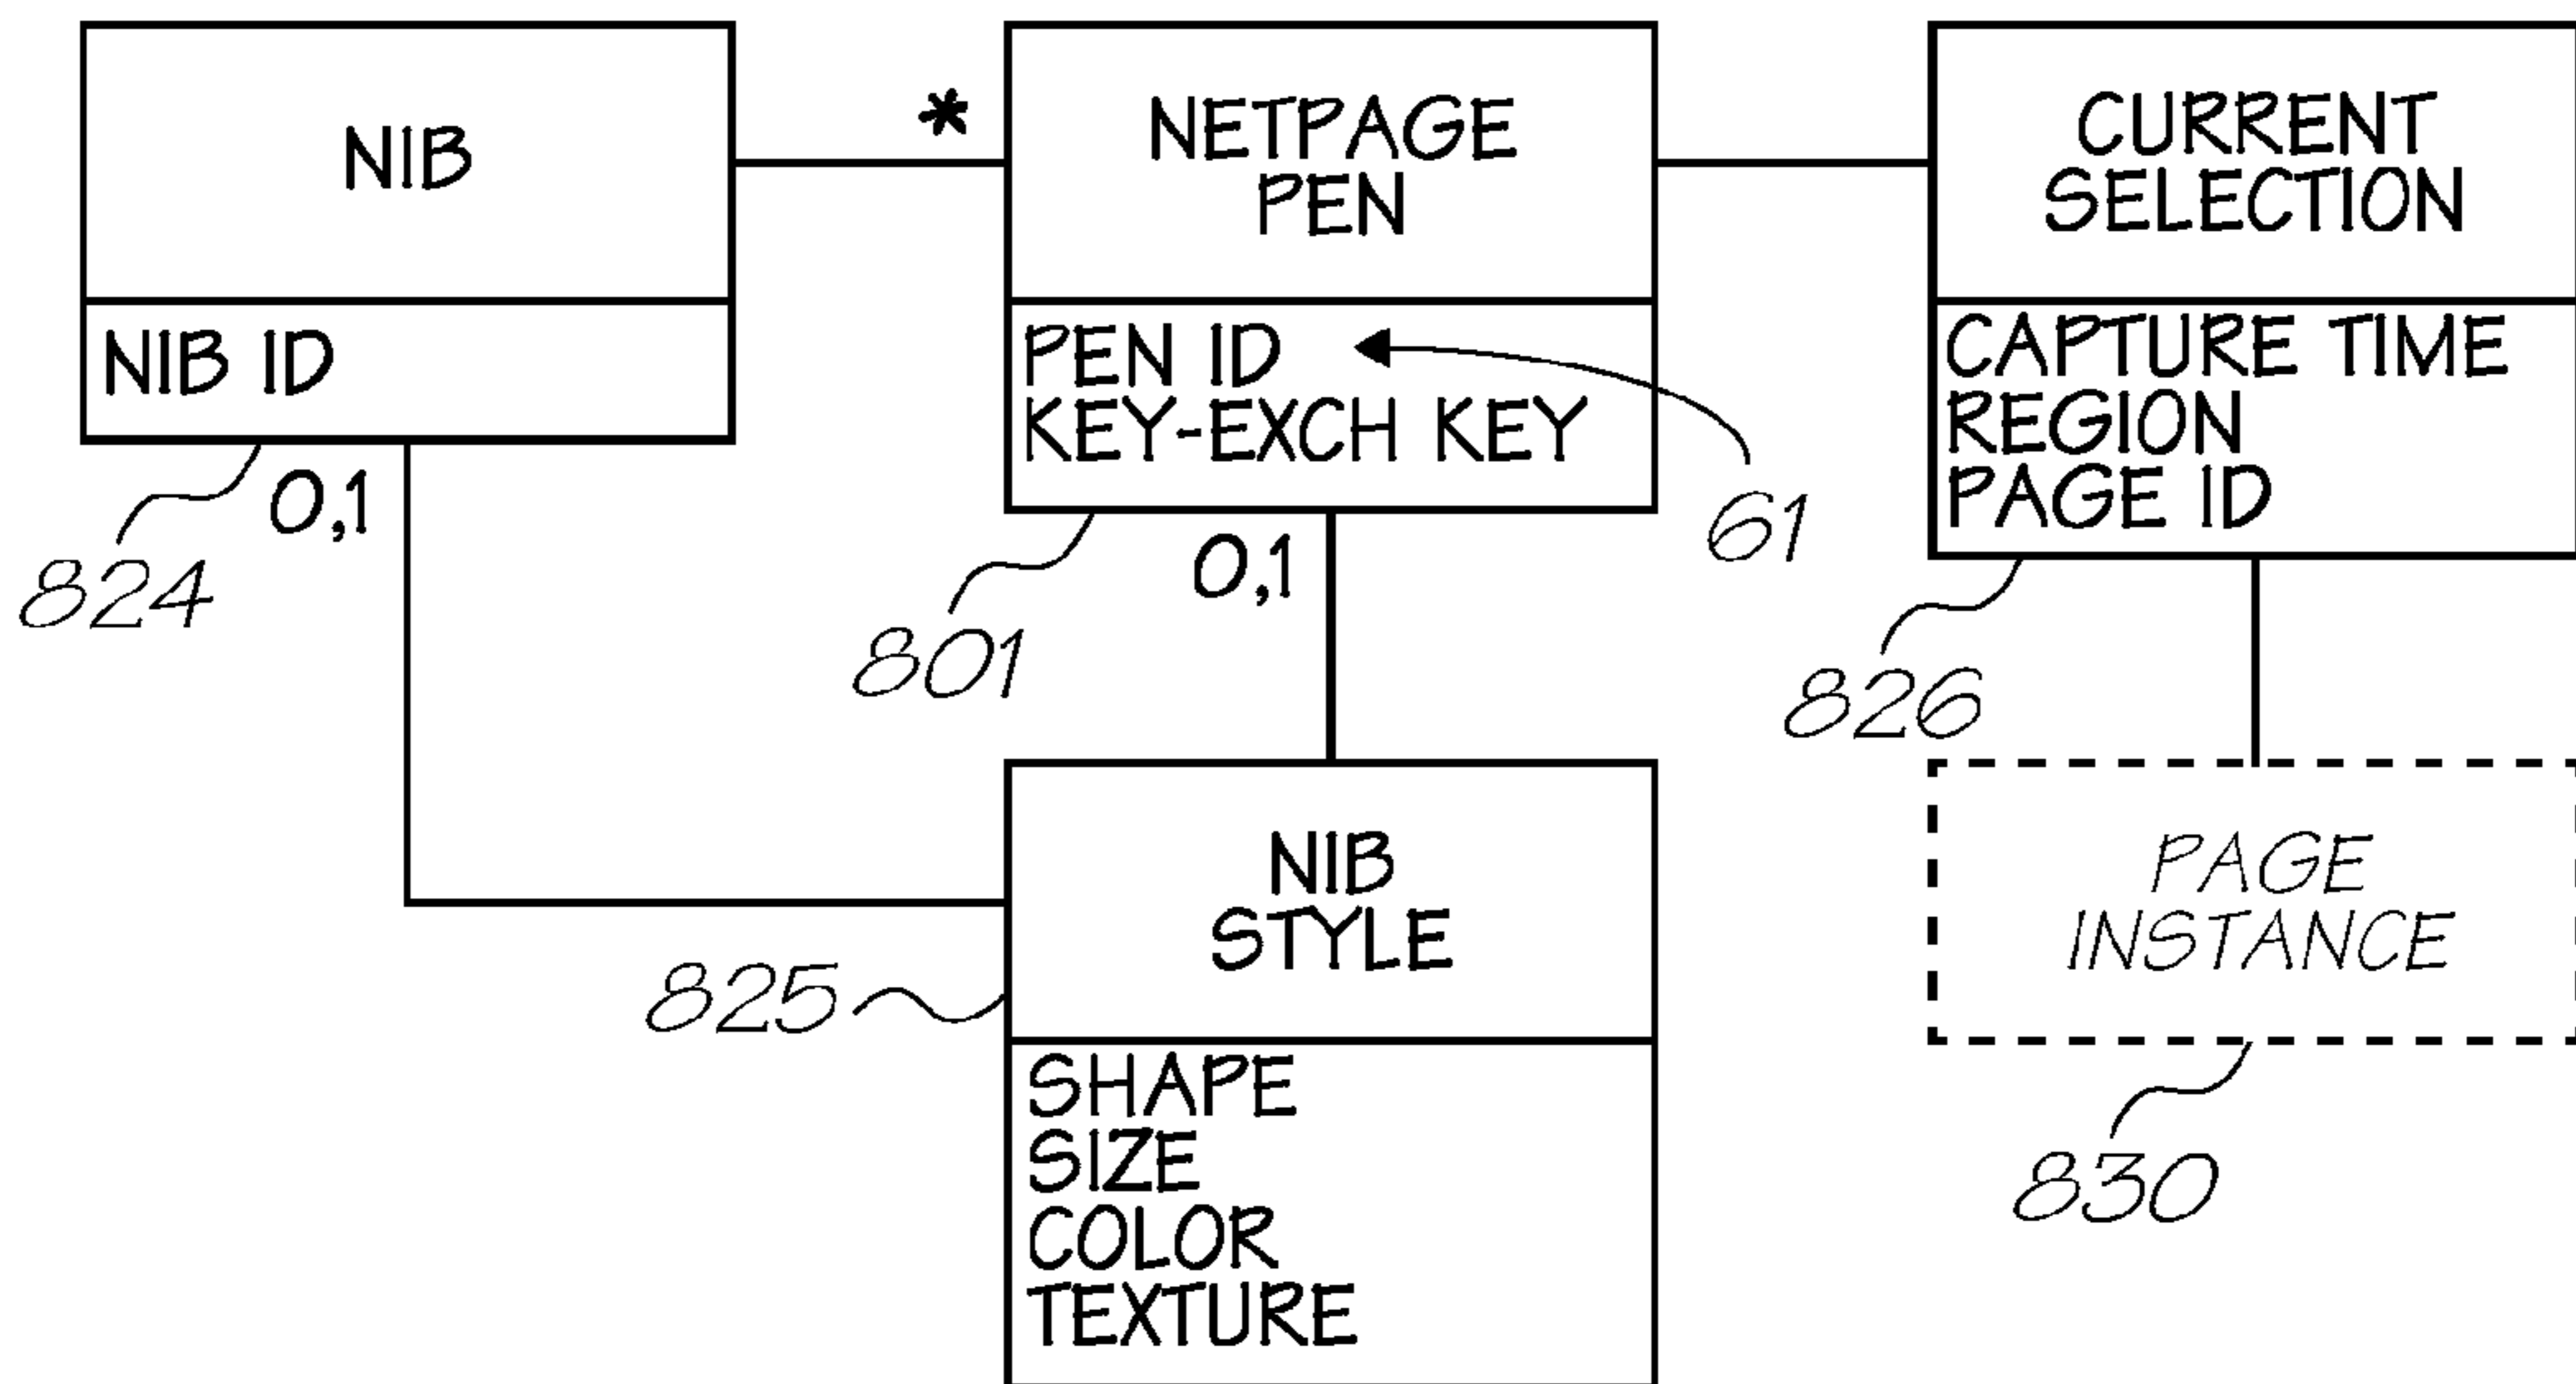 NIB
NIB ID
0,1
824
*
NETPAGE
PEN
PEN ID
KEY-EXCH KEY
61
0,1
801
CURRENT
SELECTION
CAPTURE TIME
REGION
PAGE ID
826
NIB
STYLE
SHAPE
SIZE
COLOR
TEXTURE
825
PAGE
INSTANCE
830